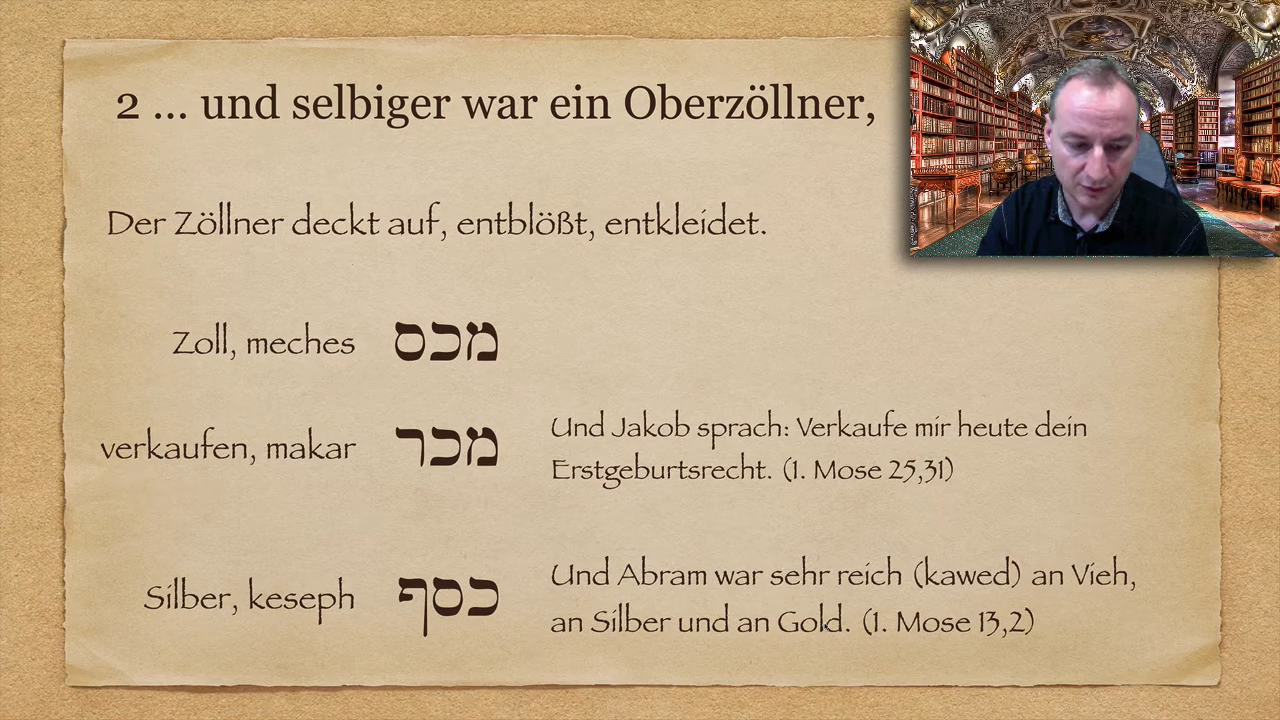 2 ... und selbiger war ein Oberzöllner,
Der Zöllner deckt auf, entblößt, entkleidet.
Zoll, meches מכס
verkaufen, makar מכר
Und Jakob sprach: Verkaufe mir heute dein
Erstgeburtsrecht. (1. Mose 25,31)
Silber, keseph כסף
Und Abram war sehr reich (kawed) an Vieh,
an Silber und an Gold. (1. Mose 13,2)